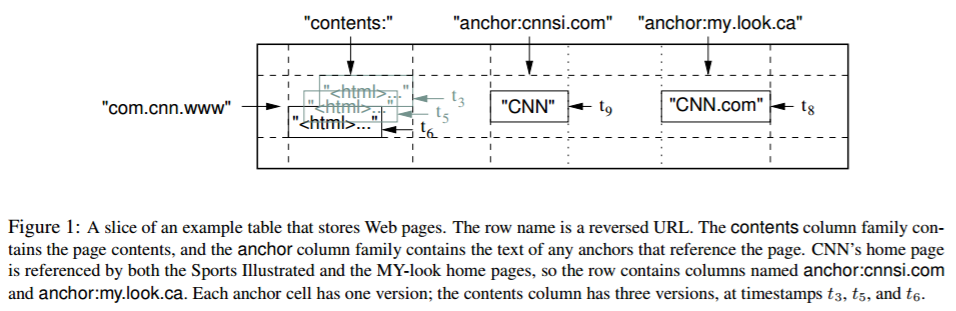 "contents:" "anchor:cnnsi.com" "anchor:my.look.ca"
"<html>..." t3
"com.cnn.www" "<html>..." t5 "CNN" t9 "CNN.com" t8
"<html>..." t6
Figure 1: A slice of an example table that stores Web pages. The row name is a reversed URL. The contents column family con-
tains the page contents, and the anchor column family contains the text of any anchors that reference the page. CNN's home page
is referenced by both the Sports Illustrated and the MY-look home pages, so the row contains columns named anchor:cnnsi.com
and anchor:my.look.ca. Each anchor cell has one version; the contents column has three versions, at timestamps t3, t5, and t6.